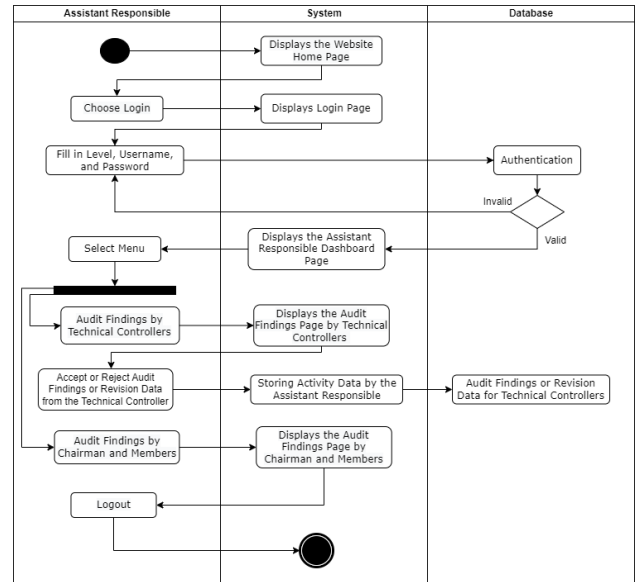 Assistant Responsible
System
Database
Displays the Website
Home Page
Choose Login
Displays Login Page
Fill in Level, Username,
and Password
Authentication
Invalid
Valid
Displays the Assistant
Responsible Dashboard
Page
Select Menu
Audit Findings by
Technical Controllers
Displays the Audit
Findings Page by Technical
Controllers
Accept or Reject Audit
Findings or Revision Data
from the Technical Controller
Storing Activity Data by the
Assistant Responsible
Audit Findings or Revision
Data for Technical Controllers
Audit Findings by
Chairman and Members
Displays the Audit
Findings Page by
Chairman and Members
Logout